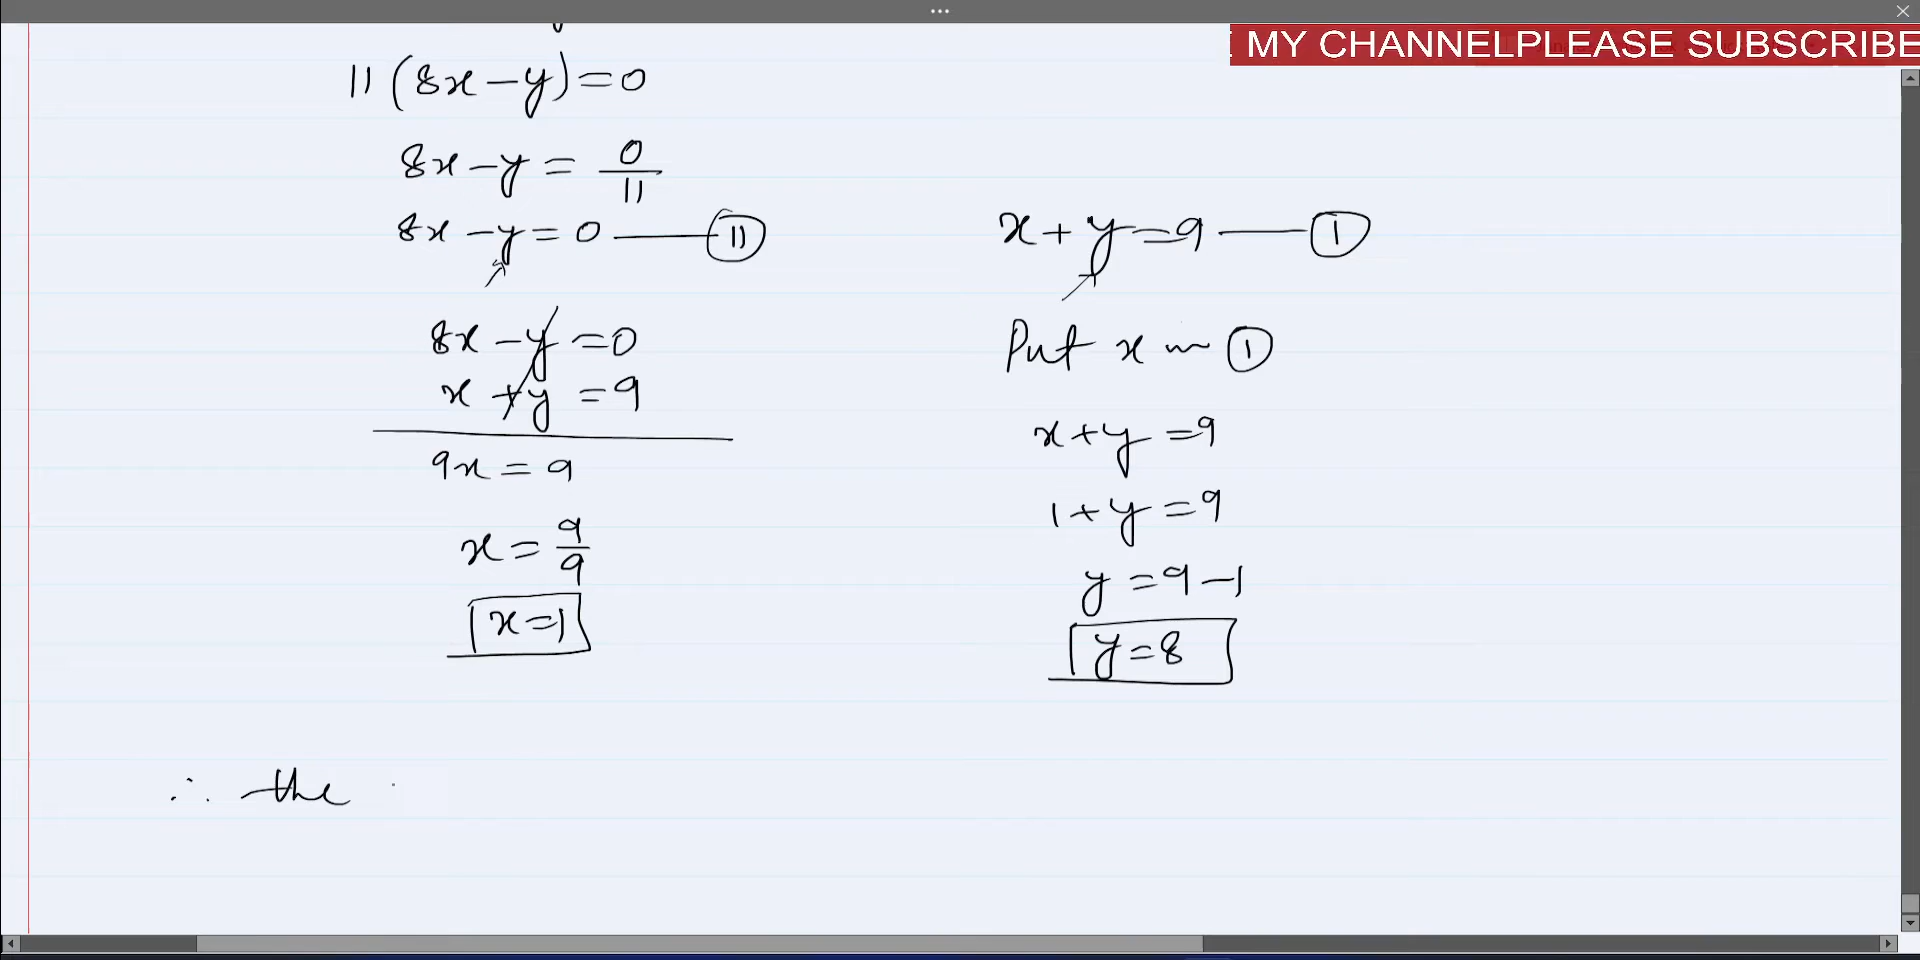 MY CHANNELPLEASE SUBSCRIBE
11(8x-y)=0
8x-y= 0/11
8x-y=0 —— (11)
8x-y=0
x+y=9
9x=9
x=9/9
x=1
x+y=9 —— (1)
Put x in (1)
x+y=9
1+y=9
y=9-1
y=8
∴ the